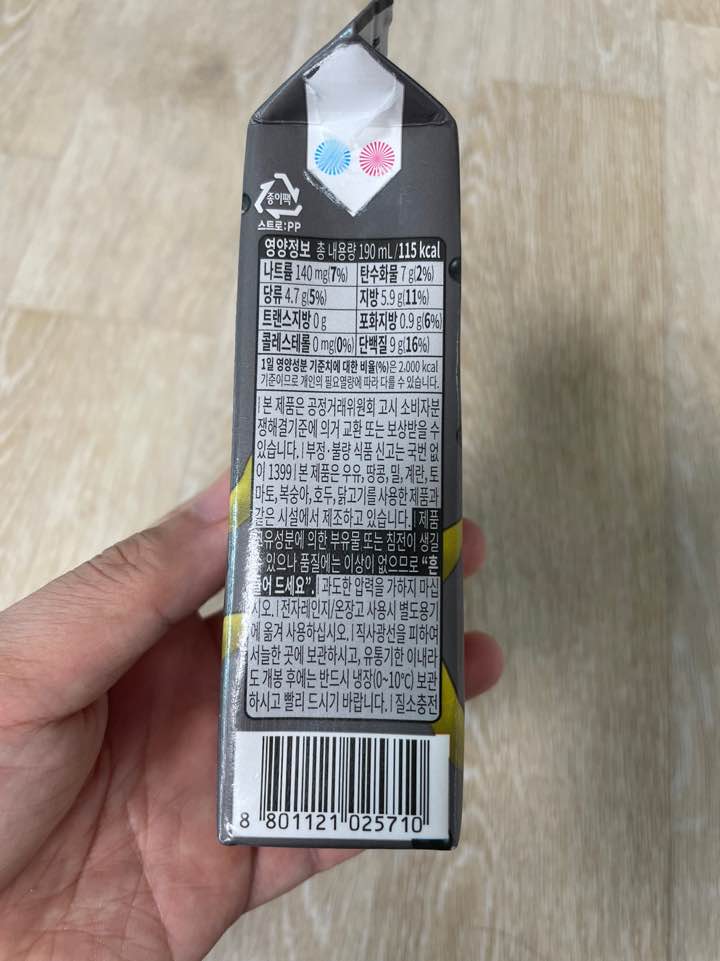 종이팩
스트로:PP
영양정보 총 내용량 190 mL/115 kcal
나트륨 140 mg(7%) 탄수화물 7 g(2%)
당류 4.7 g(5%) 지방 5.9 g(11%)
트랜스지방 0 g 포화지방 0.9 g(6%)
콜레스테롤 0 mg(0%) 단백질 9 g(16%)
1일 영양성분 기준치에 대한 비율(%)은 2,000 kcal
기준이므로 개인의 필요열량에 따라 다를 수 있습니다.
| 본 제품은 공정거래위원회 고시 소비자분
쟁해결기준에 의거 교환 또는 보상받을 수
있습니다. | 부정·불량 식품 신고는 국번 없
이 1399 | 본 제품은 우유, 땅콩, 밀, 계란, 토
마토, 복숭아, 호두, 닭고기를 사용한 제품과
같은 시설에서 제조하고 있습니다. | 제품
고유성분에 의한 부유물 또는 침전이 생길
수 있으나 품질에는 이상이 없으므로 “흔
들어 드세요”. | 과도한 압력을 가하지 마십
시오. | 전자레인지/온장고 사용시 별도용기
에 옮겨 사용하십시오. | 직사광선을 피하여
서늘한 곳에 보관하시고, 유통기한 이내라
도 개봉 후에는 반드시 냉장(0~10℃) 보관
하시고 빨리 드시기 바랍니다. | 질소충전
8 801121 025710